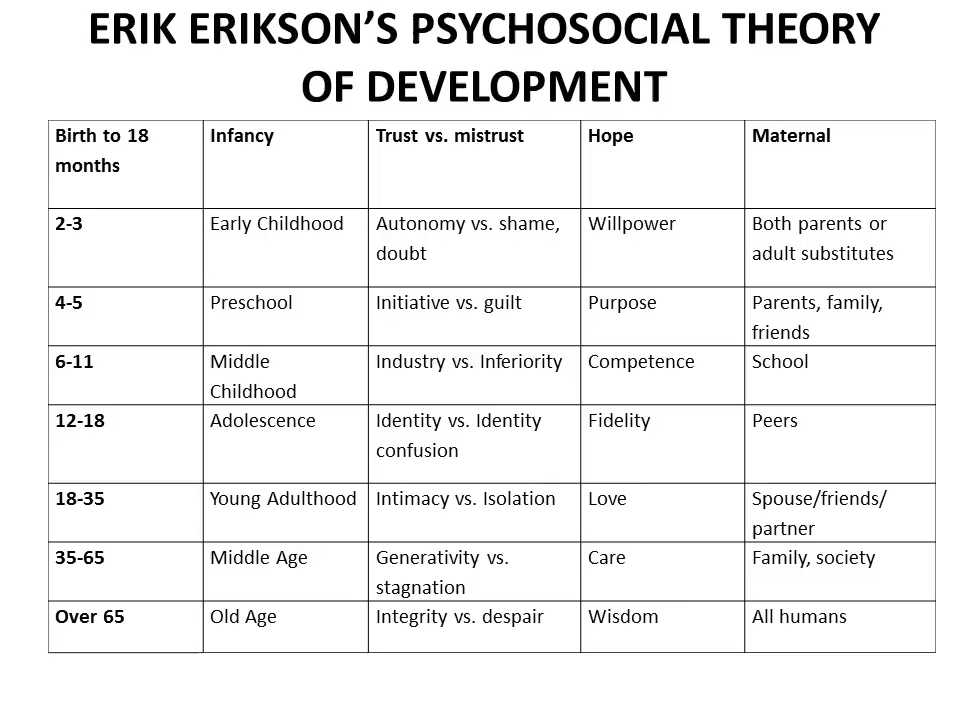 ERIK ERIKSON’S PSYCHOSOCIAL THEORY
OF DEVELOPMENT
Birth to 18 months | Infancy | Trust vs. mistrust | Hope | Maternal
2-3 | Early Childhood | Autonomy vs. shame, doubt | Willpower | Both parents or adult substitutes
4-5 | Preschool | Initiative vs. guilt | Purpose | Parents, family, friends
6-11 | Middle Childhood | Industry vs. Inferiority | Competence | School
12-18 | Adolescence | Identity vs. Identity confusion | Fidelity | Peers
18-35 | Young Adulthood | Intimacy vs. Isolation | Love | Spouse/friends/ partner
35-65 | Middle Age | Generativity vs. stagnation | Care | Family, society
Over 65 | Old Age | Integrity vs. despair | Wisdom | All humans